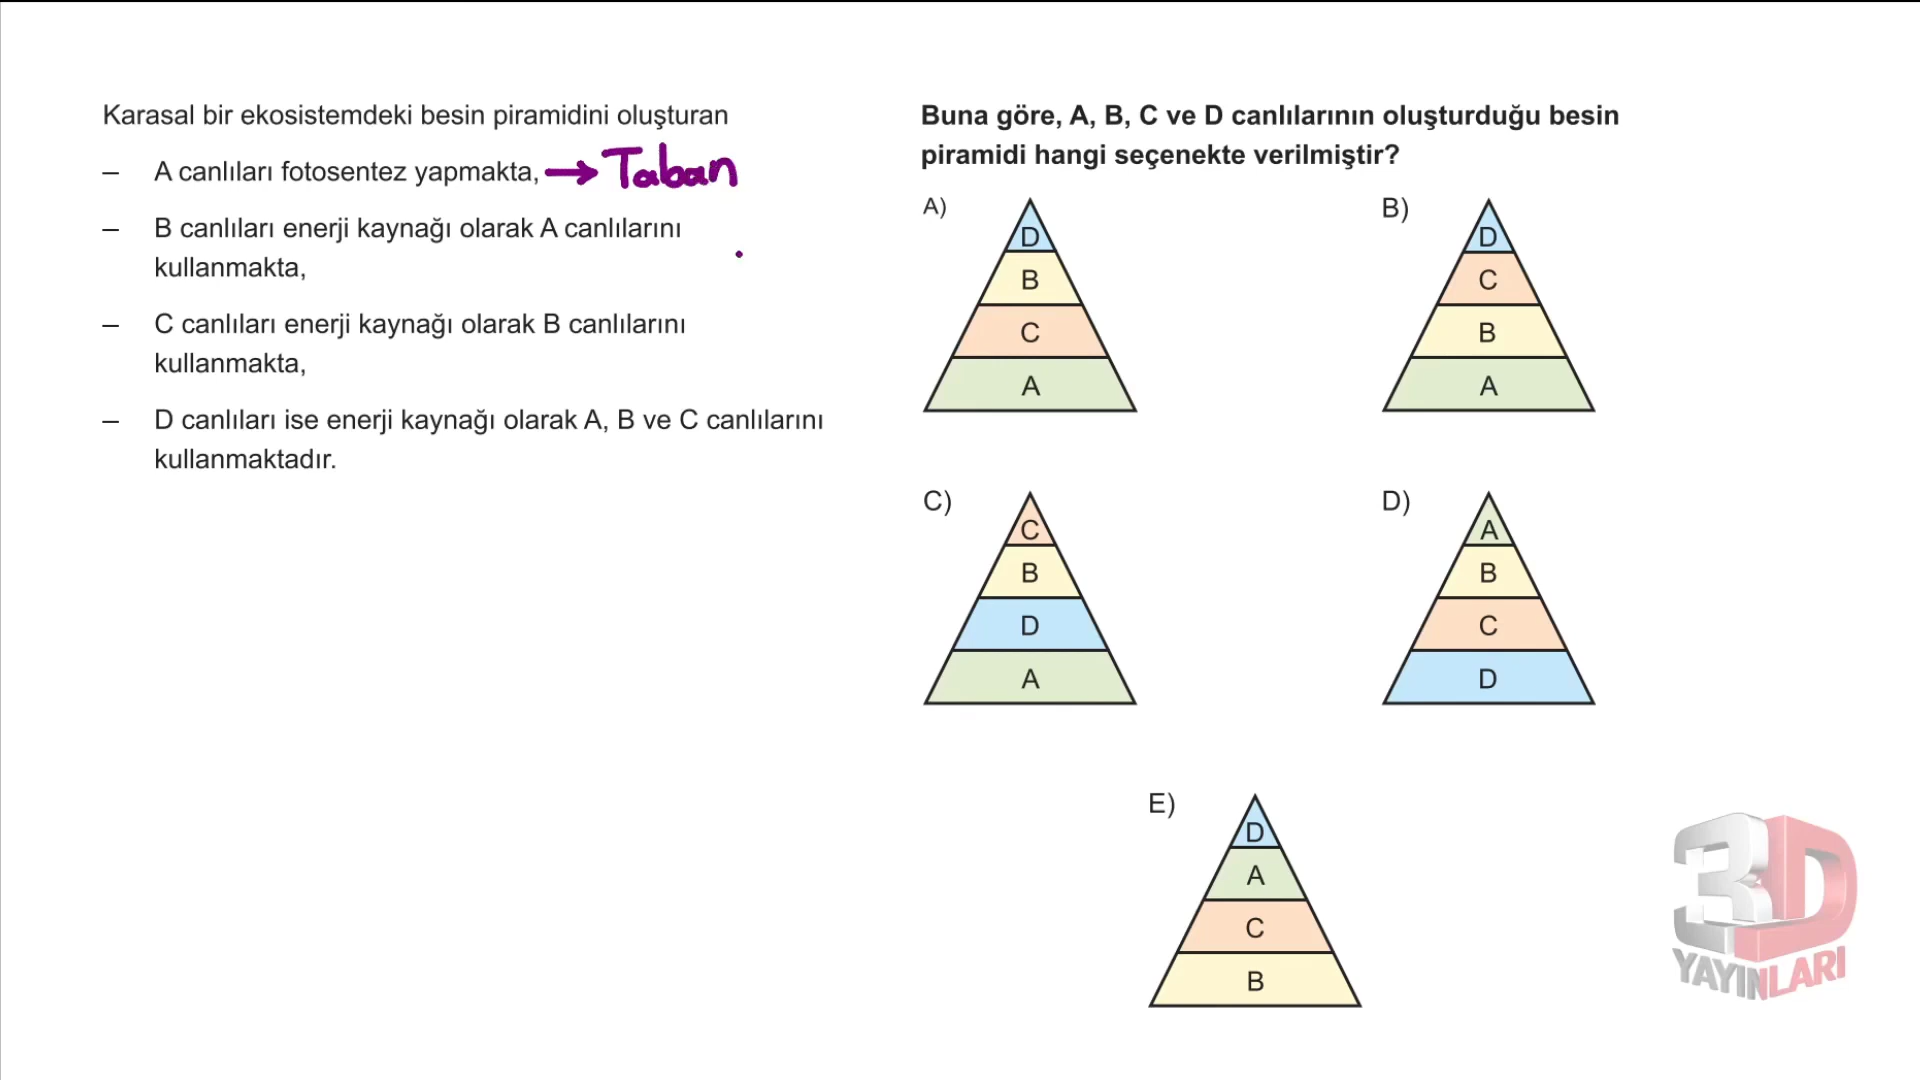 Karasal bir ekosistemdeki besin piramidini oluşturan
– A canlıları fotosentez yapmakta, → Taban
– B canlıları enerji kaynağı olarak A canlılarını
kullanmakta,
– C canlıları enerji kaynağı olarak B canlılarını
kullanmakta,
– D canlıları ise enerji kaynağı olarak A, B ve C canlılarını
kullanmaktadır.
Buna göre, A, B, C ve D canlılarının oluşturduğu besin
piramidi hangi seçenekte verilmiştir?
A)
D
B
C
A
B)
D
C
B
A
C)
C
B
D
A
D)
A
B
C
D
E)
D
A
C
B
3D
YAYINLARI